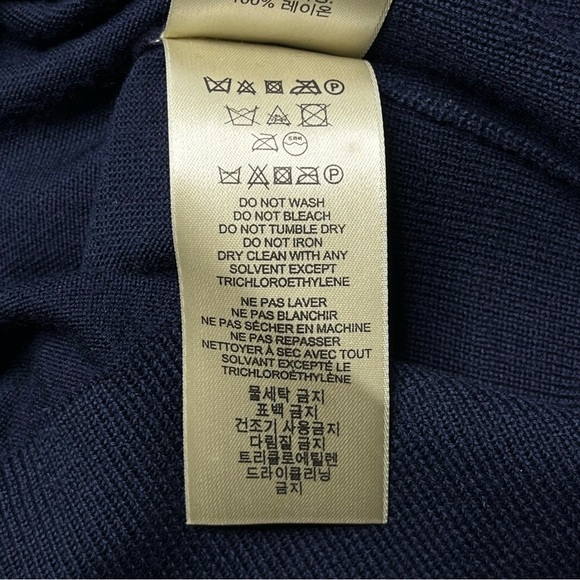 100% 레이온
P
P
DO NOT WASH
DO NOT BLEACH
DO NOT TUMBLE DRY
DO NOT IRON
DRY CLEAN WITH ANY
SOLVENT EXCEPT
TRICHLOROETHYLENE
NE PAS LAVER
NE PAS BLANCHIR
NE PAS SÉCHER EN MACHINE
NE PAS REPASSER
NETTOYER À SEC AVEC TOUT
SOLVANT EXCEPTÉ LE
TRICHLOROÉTHYLÈNE
물세탁 금지
표백 금지
건조기 사용금지
다림질 금지
트리클로에틸렌
드라이클리닝
금지